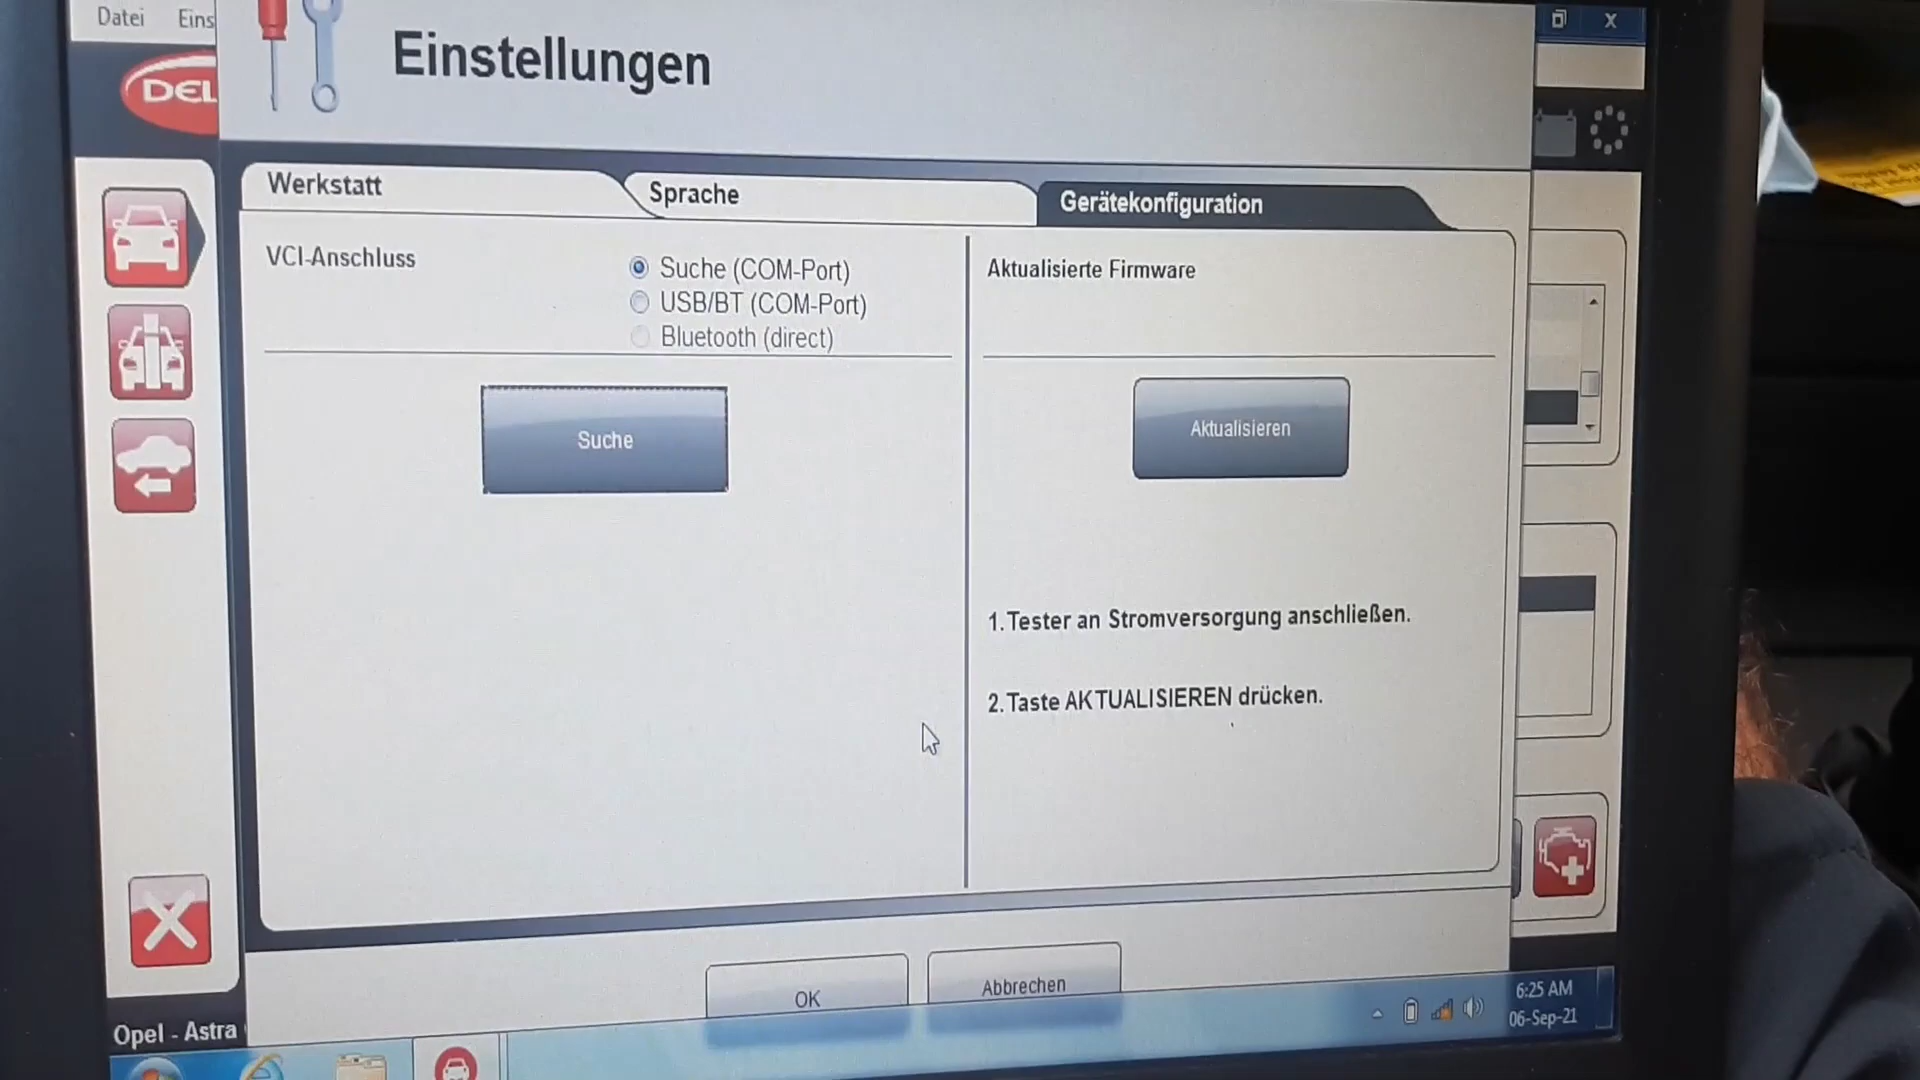 Datei Eins
DEL
Einstellungen
Werkstatt
Sprache
Gerätekonfiguration
VCI-Anschluss
Suche (COM-Port)
USB/BT (COM-Port)
Bluetooth (direct)
Suche
Aktualisierte Firmware
Aktualisieren
1.Tester an Stromversorgung anschließen.
2.Taste AKTUALISIEREN drücken.
OK
Abbrechen
Opel - Astra
6:25 AM
06-Sep-21